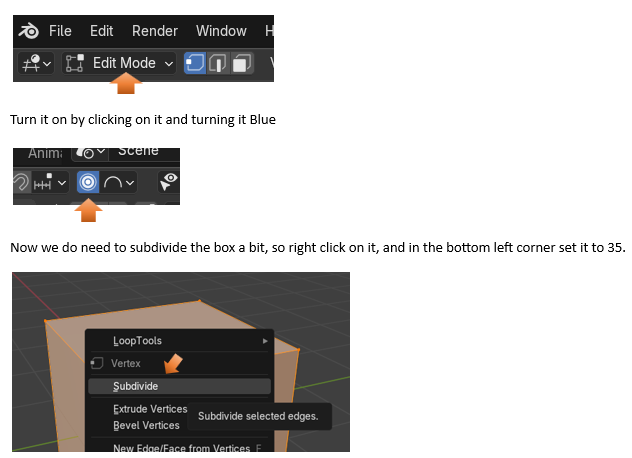 File Edit Render Window H
Edit Mode
Turn it on by clicking on it and turning it Blue
Anim Scene
Now we do need to subdivide the box a bit, so right click on it, and in the bottom left corner set it to 35.
LoopTools
Vertex
Subdivide
Extrude Vertices
Subdivide selected edges.
Bevel Vertices
New Edge/Face from Vertices F